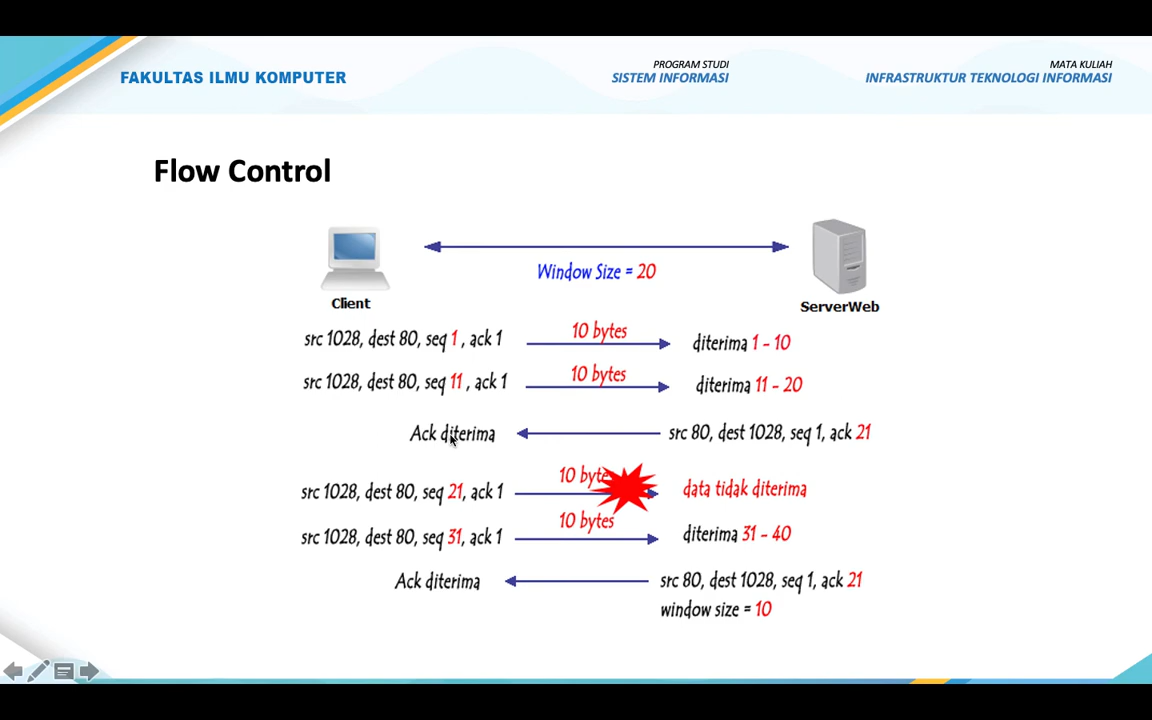 FAKULTAS ILMU KOMPUTER
PROGRAM STUDI
SISTEM INFORMASI
MATA KULIAH
INFRASTRUKTUR TEKNOLOGI INFORMASI
Flow Control
Window Size = 20
Client
ServerWeb
src 1028, dest 80, seq 1 , ack 1
10 bytes
diterima 1 - 10
src 1028, dest 80, seq 11 , ack 1
10 bytes
diterima 11 - 20
Ack diterima
src 80, dest 1028, seq 1, ack 21
src 1028, dest 80, seq 21, ack 1
10 byte
data tidak diterima
src 1028, dest 80, seq 31, ack 1
10 bytes
diterima 31 - 40
Ack diterima
src 80, dest 1028, seq 1, ack 21
window size = 10